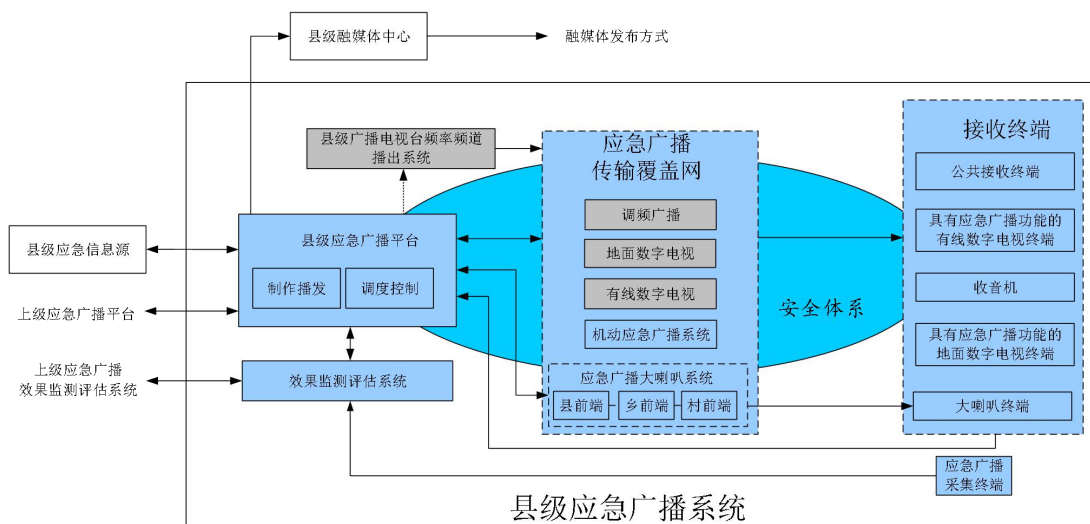 县级融媒体中心
融媒体发布方式
县级广播电视台频率频道
播出系统
应急广播
传输覆盖网
接收终端
公共接收终端
调频广播
县级应急广播平台
具有应急广播功能的
有线数字电视终端
县级应急信息源
地面数字电视
制作播发
调度控制
有线数字电视
收音机
安全体系
上级应急广播平台
机动应急广播系统
具有应急广播功能的
地面数字电视终端
上级应急广播
效果监测评估系统
效果监测评估系统
应急广播大喇叭系统
县前端
乡前端
村前端
大喇叭终端
应急广播
采集终端
县级应急广播系统